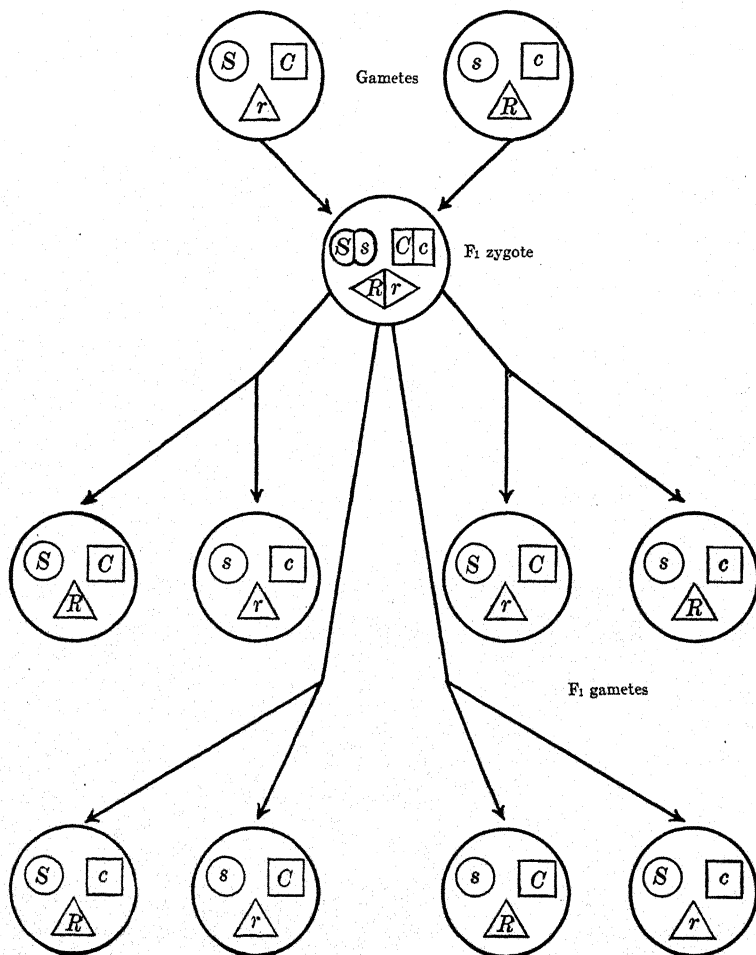 S C Gametes s c
r R
S s C c F₁ zygote
R r
S C s c S C s c
R r r R
F₁ gametes
S c s C s C S c
R r R r